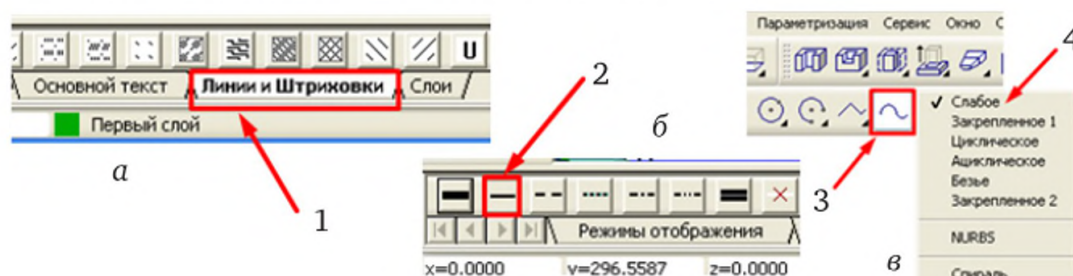 U
Основной текст Линии и Штриховки Слои
Первый слой
а
1
2
б
Режимы отображения
x=0.0000 y=296.5587 z=0.0000
Параметризация Сервис Окно С
4
Слабое
Закрепленное 1
Циклическое
Ациклическое
Безье
Закрепленное 2
NURBS
Спираль
3
в